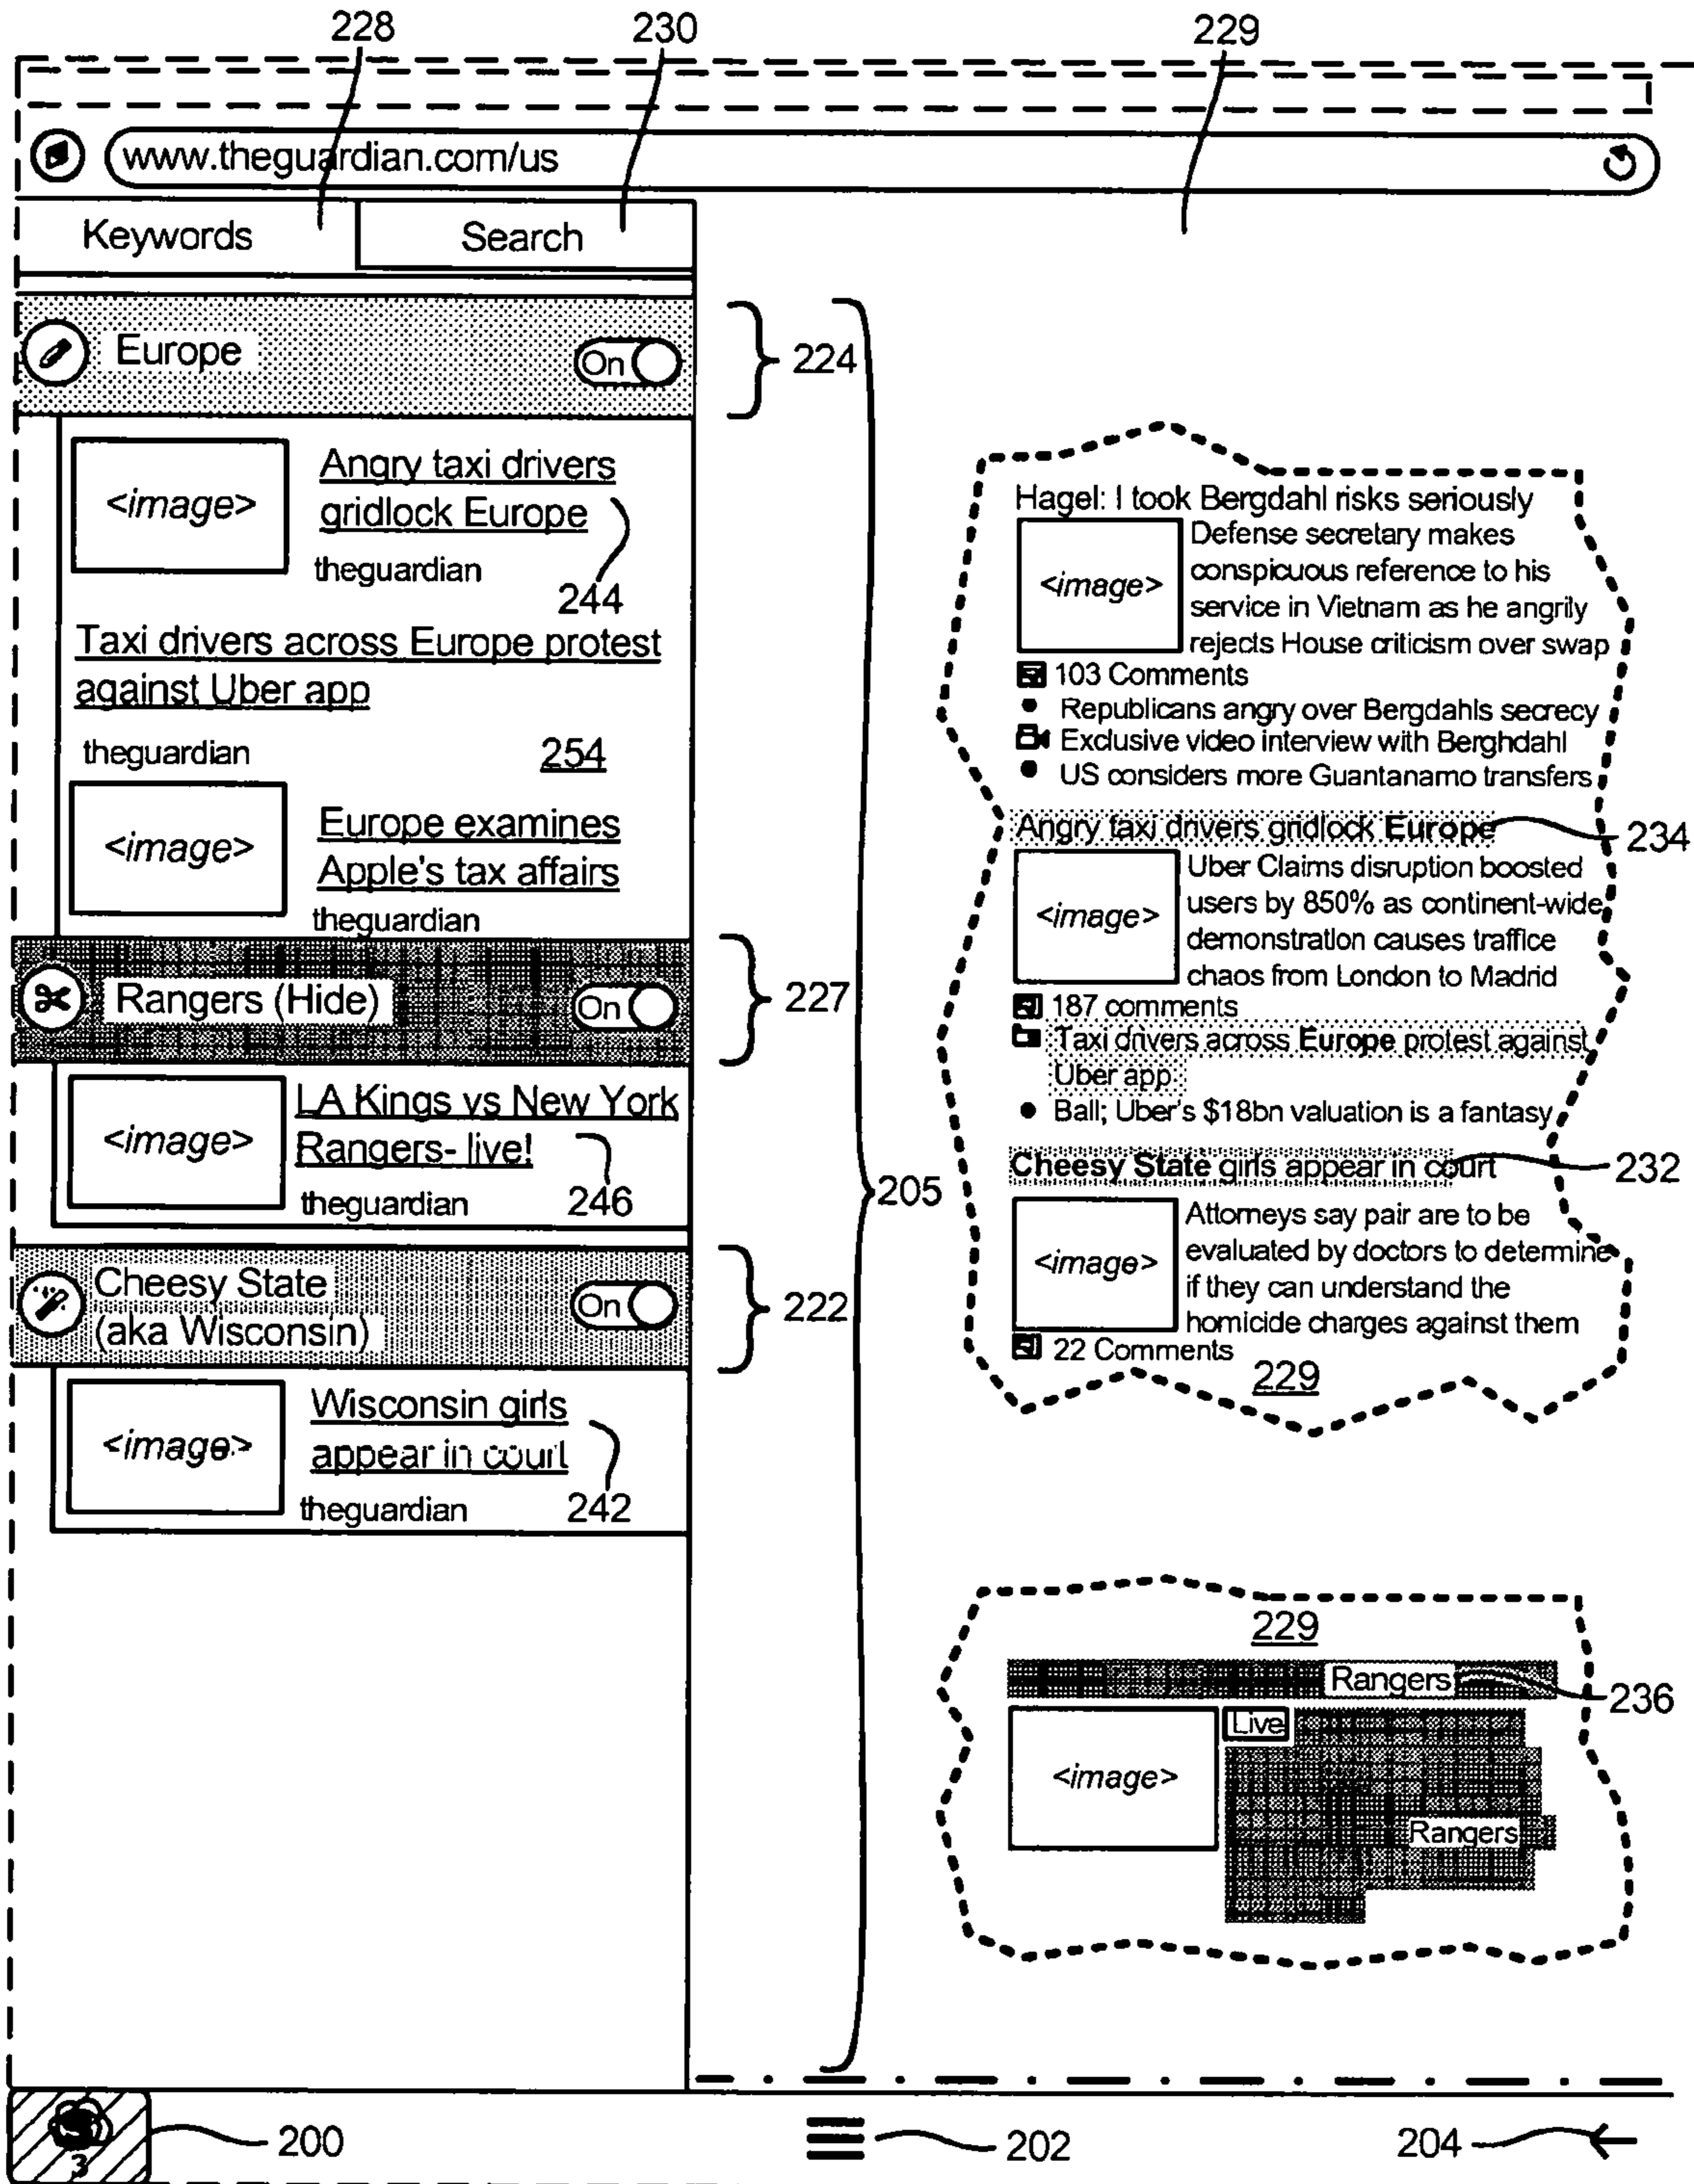 228
230
229
www.theguardian.com/us
Keywords
Search
Europe
On
224
<image>
Angry taxi drivers
gridlock Europe
theguardian
244
Taxi drivers across Europe protest
against Uber app
theguardian
254
<image>
Europe examines
Apple's tax affairs
theguardian
Rangers (Hide)
On
227
<image>
LA Kings vs New York
Rangers- live!
theguardian
246
205
Cheesy State
(aka Wisconsin)
On
222
<image>
Wisconsin girls
appear in court
theguardian
242
Hagel: I took Bergdahl risks seriously
<image>
Defense secretary makes
conspicuous reference to his
service in Vietnam as he angrily
rejects House criticism over swap
103 Comments
Republicans angry over Bergdahls secrecy
Exclusive video interview with Berghdahl
US considers more Guantanamo transfers
Angry taxi drivers gridlock Europe
234
<image>
Uber Claims disruption boosted
users by 850% as continent-wide
demonstration causes traffice
chaos from London to Madrid
187 comments
Taxi drivers across Europe protest against
Uber app
Ball; Uber's $18bn valuation is a fantasy
Cheesy State girls appear in court
232
<image>
Attorneys say pair are to be
evaluated by doctors to determine
if they can understand the
homicide charges against them
22 Comments
229
229
Rangers
236
<image>
Live
Rangers
3
200
202
204